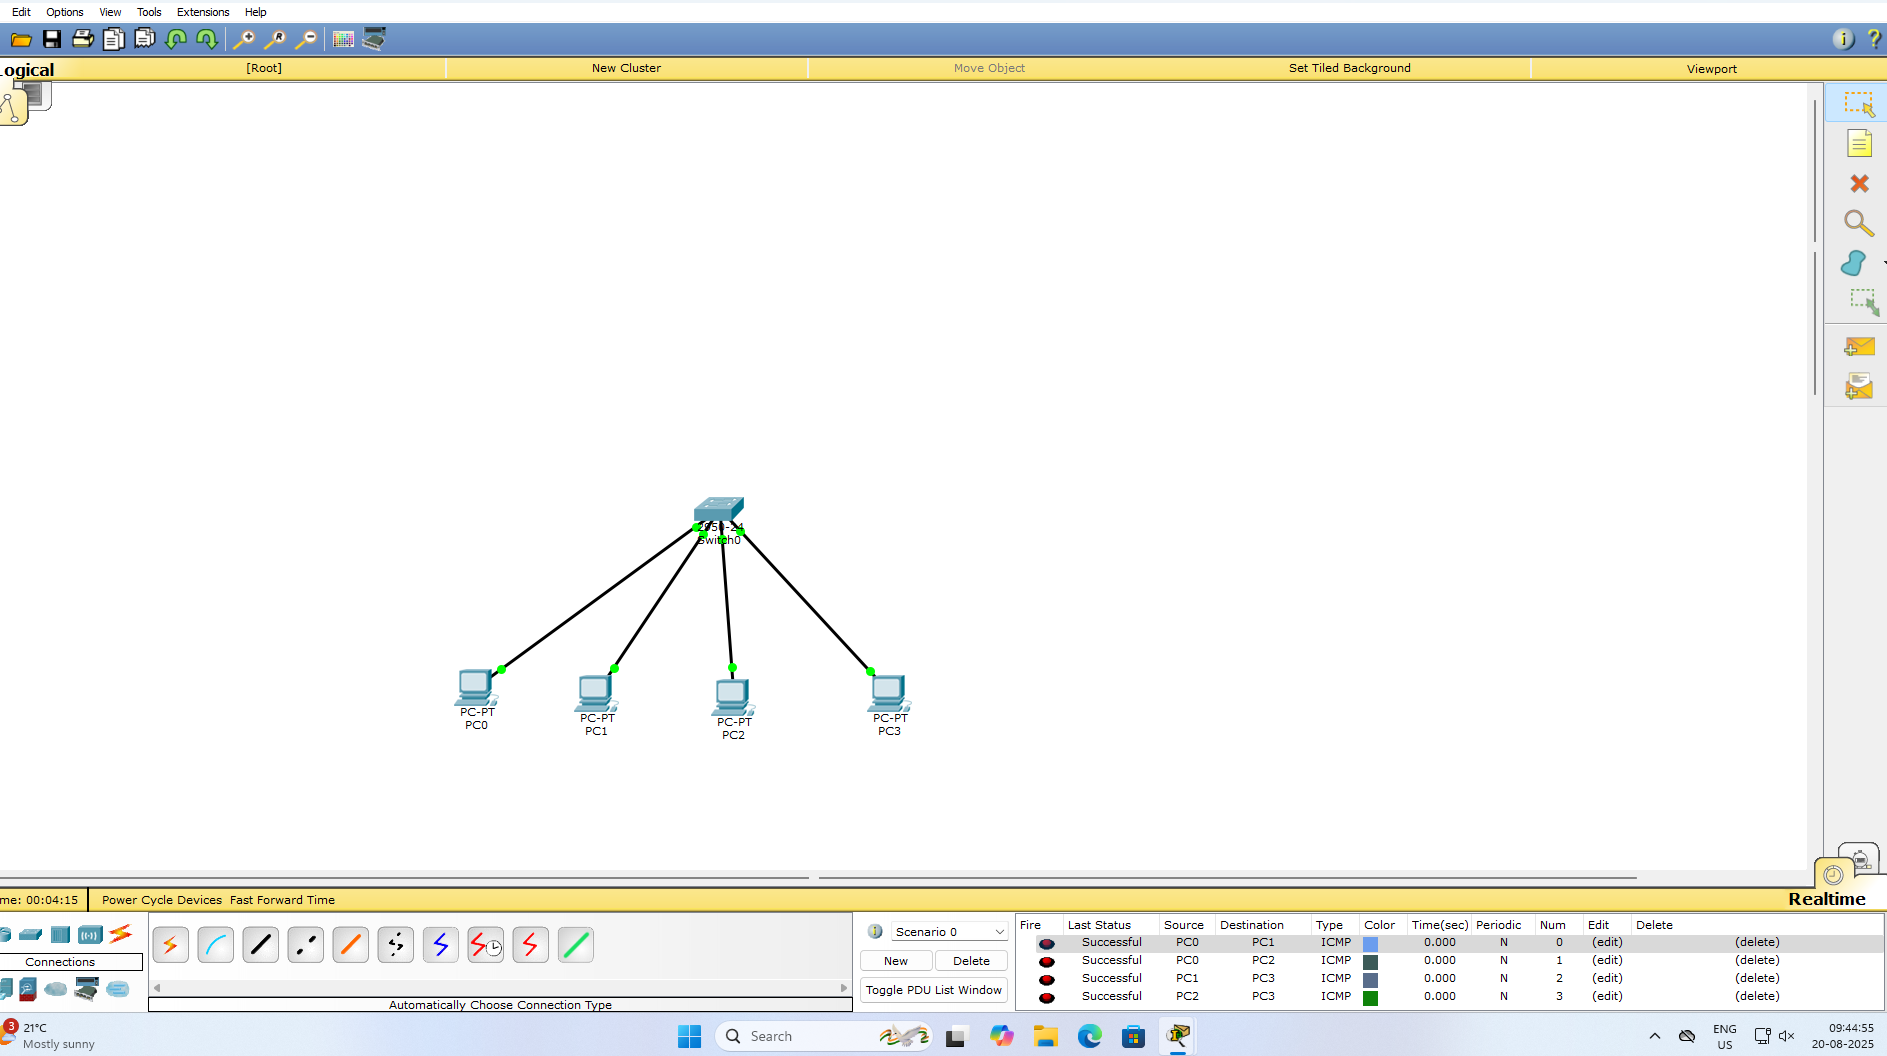 Edit Options View Tools Extensions Help
ogical [Root] New Cluster Move Object Set Tiled Background Viewport
2950-24
Switch0
PC-PT
PC0
PC-PT
PC1
PC-PT
PC2
PC-PT
PC3
me: 00:04:15 Power Cycle Devices Fast Forward Time Realtime
Connections
Automatically Choose Connection Type
Scenario 0
New Delete
Toggle PDU List Window
Fire Last Status Source Destination Type Color Time(sec) Periodic Num Edit Delete
Successful PC0 PC1 ICMP 0.000 N 0 (edit) (delete)
Successful PC0 PC2 ICMP 0.000 N 1 (edit) (delete)
Successful PC1 PC3 ICMP 0.000 N 2 (edit) (delete)
Successful PC2 PC3 ICMP 0.000 N 3 (edit) (delete)
3 21°C
Mostly sunny
Search
ENG
US
09:44:55
20-08-2025